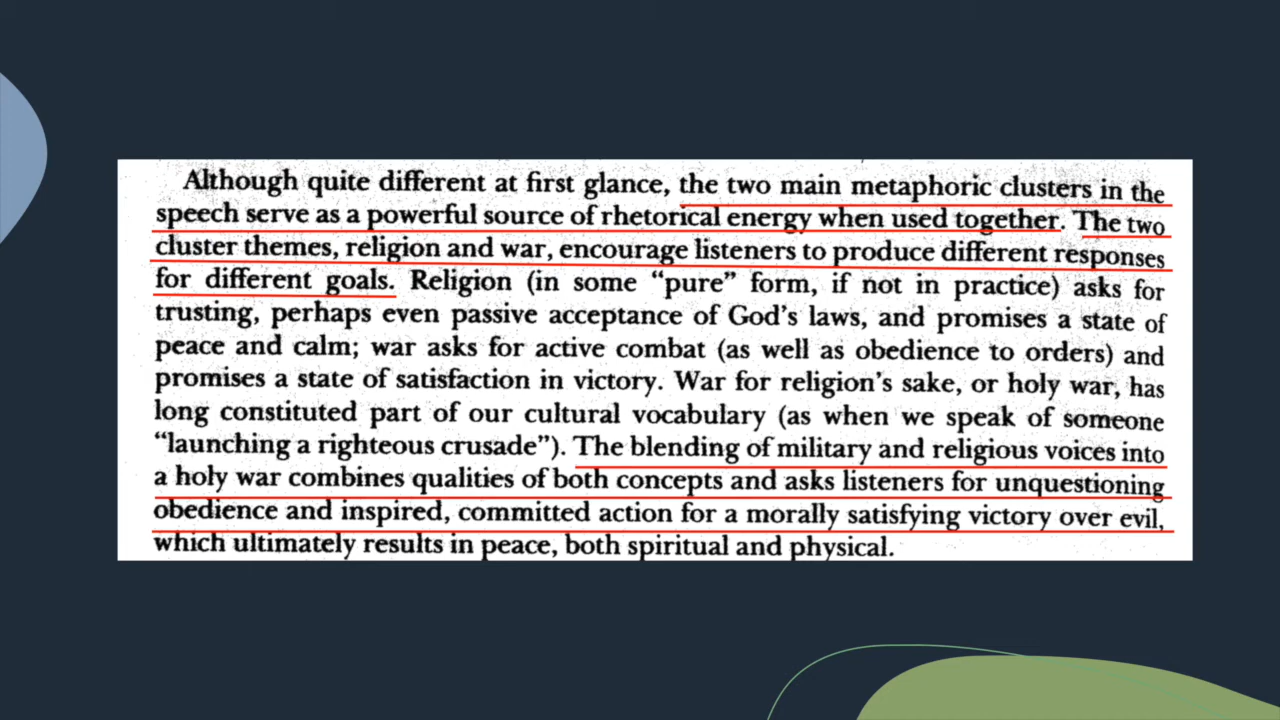 Although quite different at first glance, the two main metaphoric clusters in the
speech serve as a powerful source of rhetorical energy when used together. The two
cluster themes, religion and war, encourage listeners to produce different responses
for different goals. Religion (in some “pure” form, if not in practice) asks for
trusting, perhaps even passive acceptance of God’s laws, and promises a state of
peace and calm; war asks for active combat (as well as obedience to orders) and
promises a state of satisfaction in victory. War for religion’s sake, or holy war, has
long constituted part of our cultural vocabulary (as when we speak of someone
“launching a righteous crusade”). The blending of military and religious voices into
a holy war combines qualities of both concepts and asks listeners for unquestioning
obedience and inspired, committed action for a morally satisfying victory over evil,
which ultimately results in peace, both spiritual and physical.